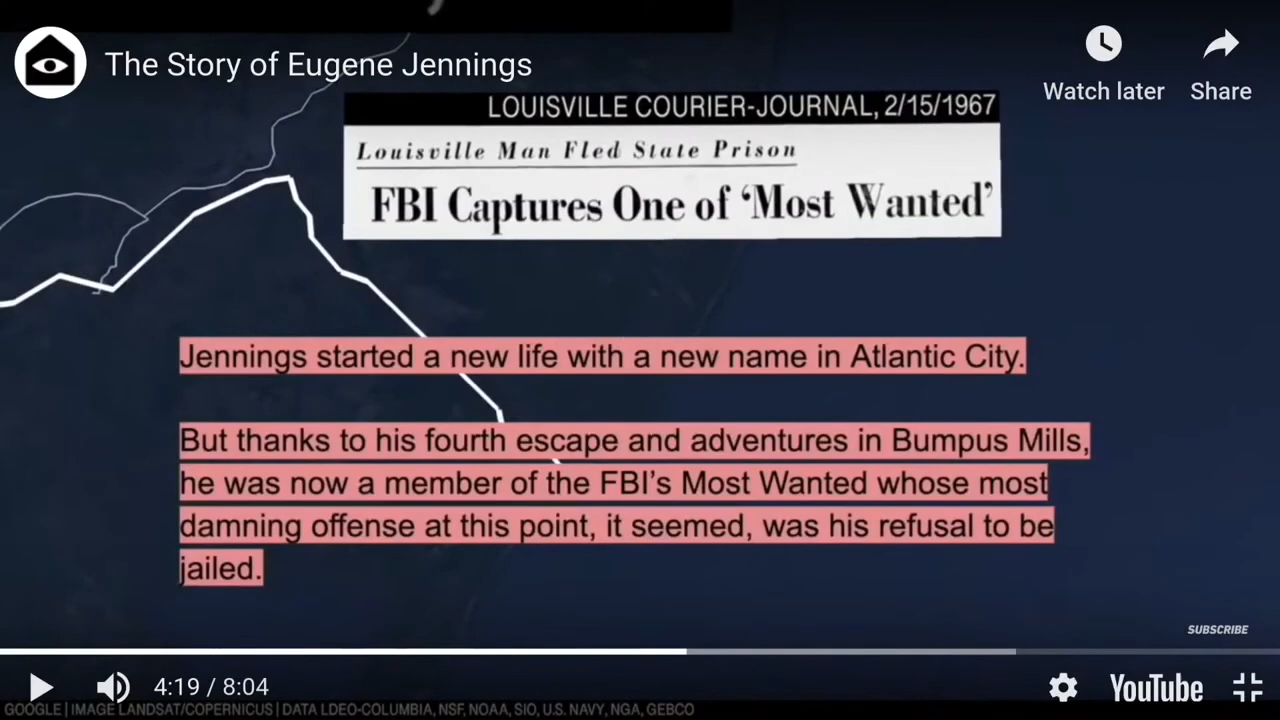 The Story of Eugene Jennings
Watch later
Share
LOUISVILLE COURIER-JOURNAL, 2/15/1967
Louisville Man Fled State Prison
FBI Captures One of ‘Most Wanted’
Jennings started a new life with a new name in Atlantic City.
But thanks to his fourth escape and adventures in Bumpus Mills,
he was now a member of the FBI’s Most Wanted whose most
damning offense at this point, it seemed, was his refusal to be
jailed.
SUBSCRIBE
4:19 / 8:04
YouTube
GOOGLE | IMAGE LANDSAT/COPERNICUS | DATA LDEO-COLUMBIA, NSF, NOAA, SIO, U.S. NAVY, NGA, GEBCO